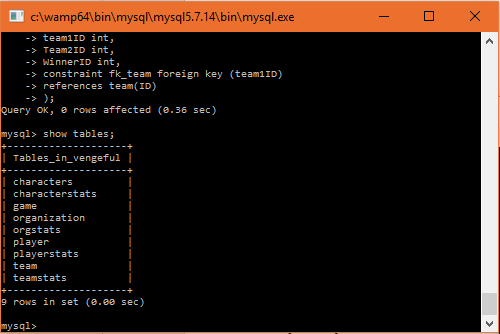 c:\wamp64\bin\mysql\mysql5.7.14\bin\mysql.exe
    -> team1ID int,
    -> Team2ID int,
    -> WinnerID int,
    -> constraint fk_team foreign key (team1ID)
    -> references team(ID)
    -> );
Query OK, 0 rows affected (0.36 sec)
mysql> show tables;
+--------------------+
| Tables_in_vengeful |
+--------------------+
| characters         |
| characterstats     |
| game               |
| organization       |
| orgstats           |
| player             |
| playerstats        |
| team               |
| teamstats          |
+--------------------+
9 rows in set (0.00 sec)
mysql>